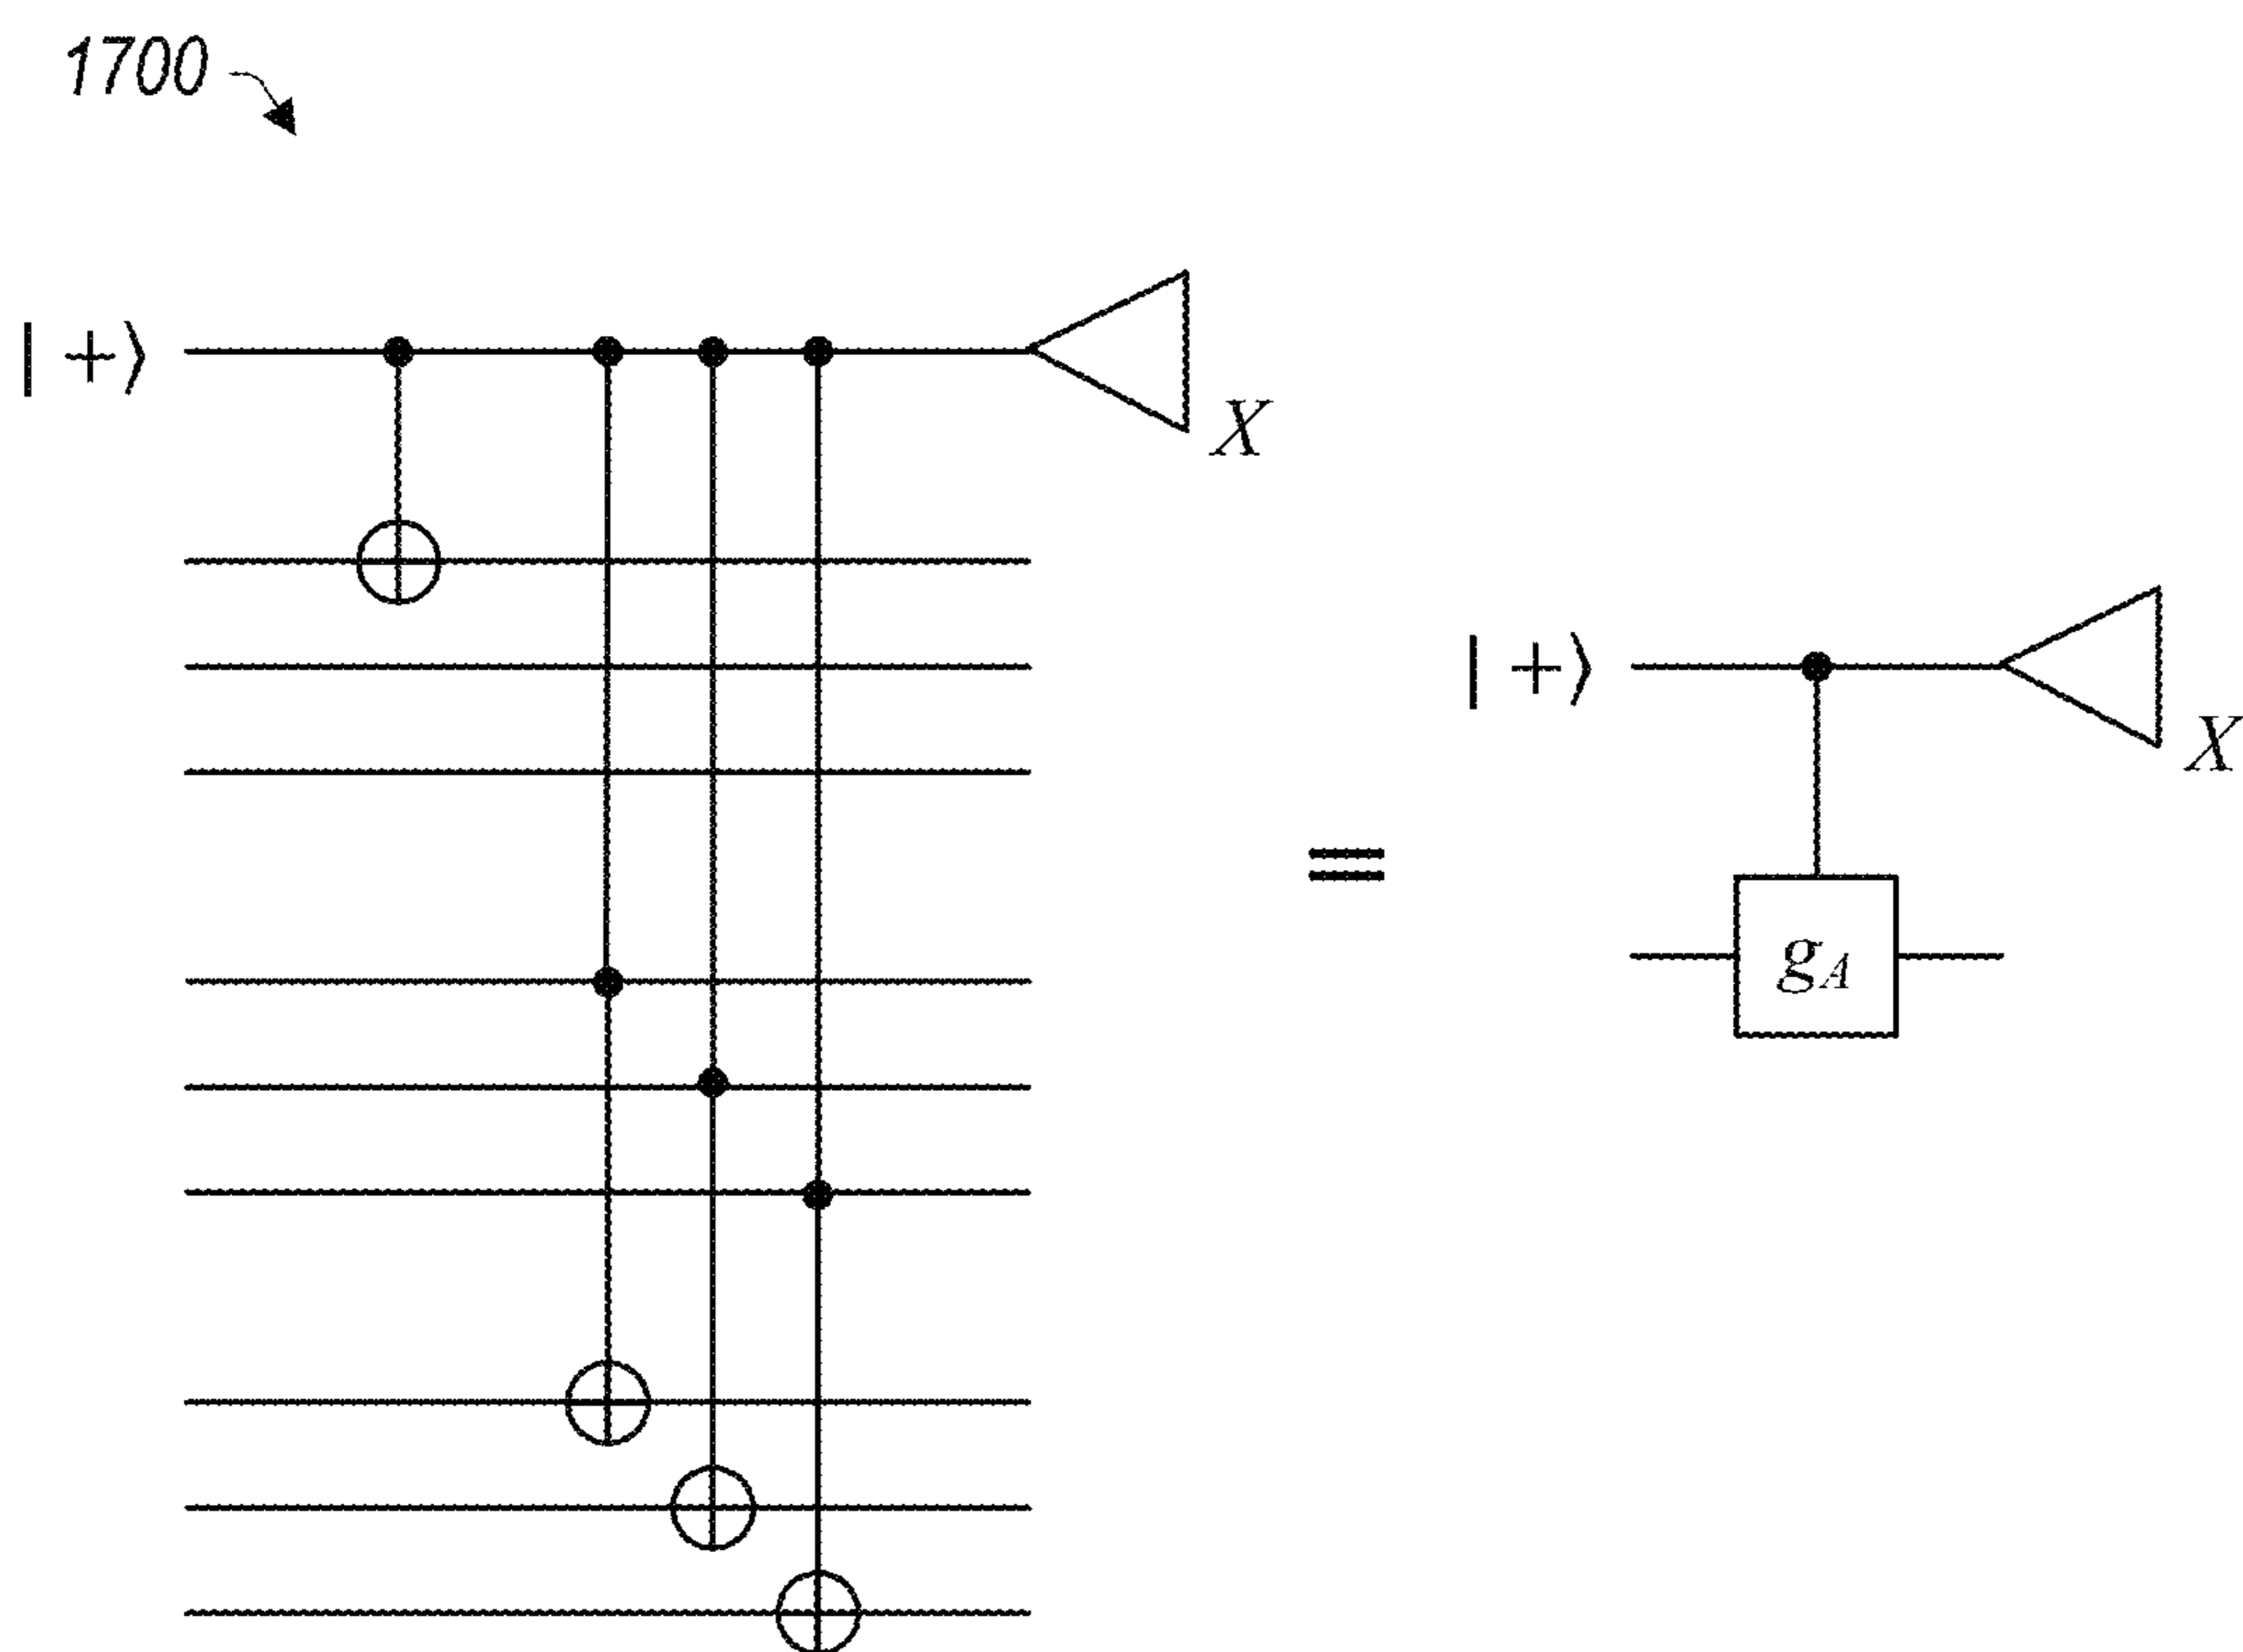 1700
| + ⟩
X
=
| + ⟩
X
g_A